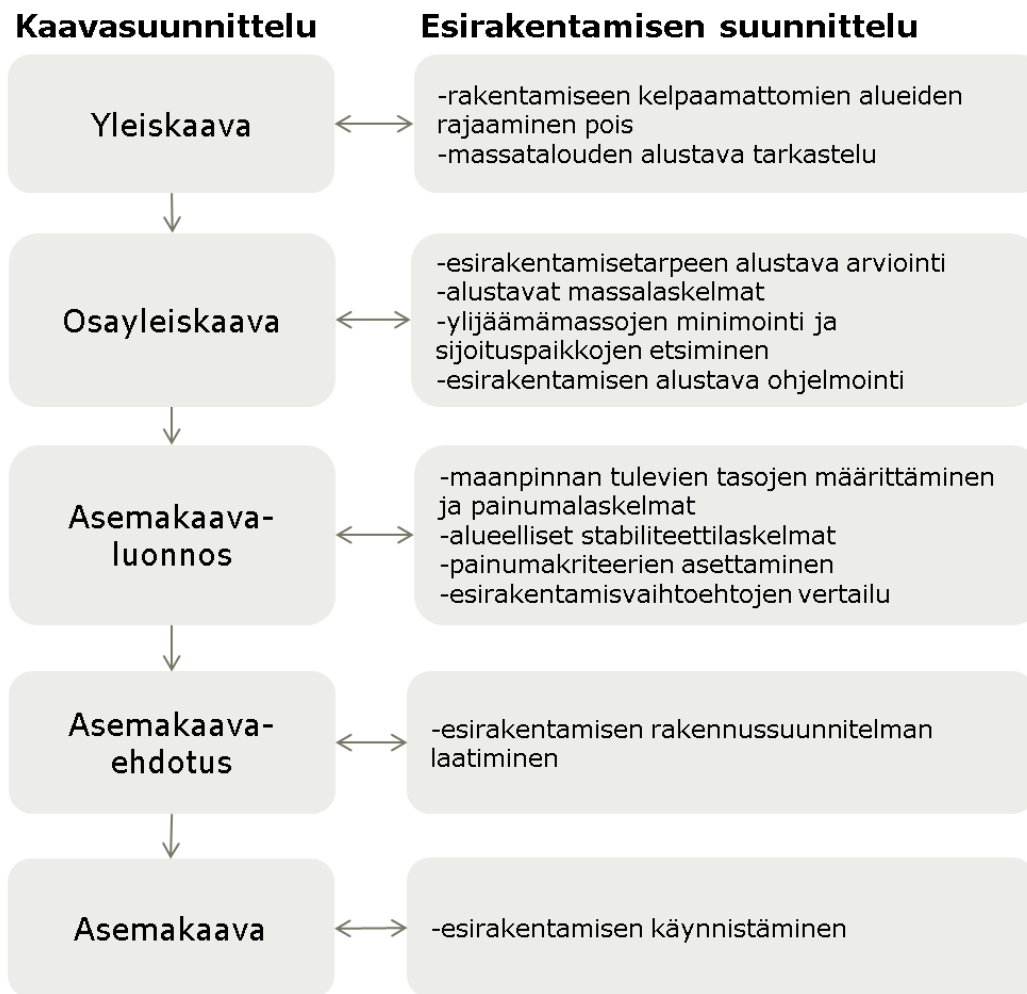 Kaavasuunnittelu
Esirakentamisen suunnittelu
Yleiskaava
-rakentamiseen kelpaamattomien alueiden
rajaaminen pois
-massatalouden alustava tarkastelu
Osayleiskaava
-esirakentamisetarpeen alustava arviointi
-alustavat massalaskelmat
-ylijäämämassojen minimointi ja
sijoituspaikkojen etsiminen
-esirakentamisen alustava ohjelmointi
Asemakaava-
luonnos
-maanpinnan tulevien tasojen määrittäminen
ja painumalaskelmat
-alueelliset stabiliteettilaskelmat
-painumakriteerien asettaminen
-esirakentamisvaihtoehtojen vertailu
Asemakaava-
ehdotus
-esirakentamisen rakennussuunnitelman
laatiminen
Asemakaava
-esirakentamisen käynnistäminen